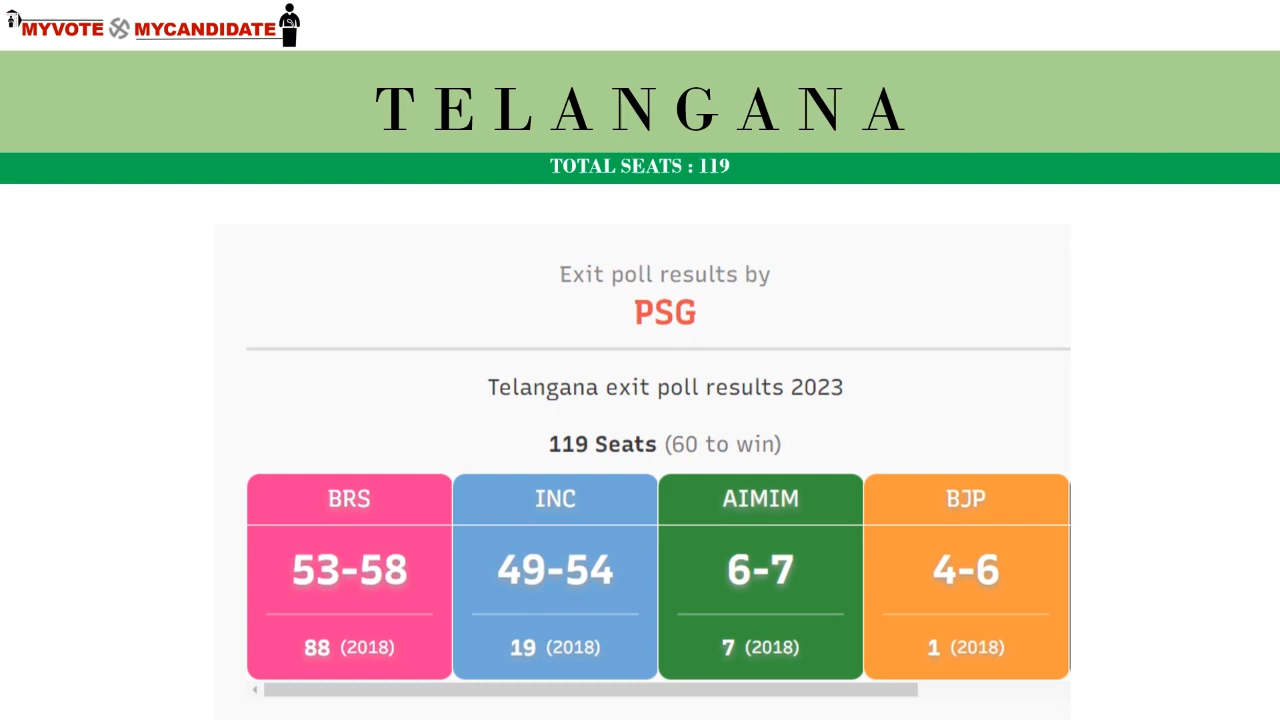 MYVOTE MYCANDIDATE
TELANGANA
TOTAL SEATS : 119
Exit poll results by
PSG
Telangana exit poll results 2023
119 Seats (60 to win)
BRS INC AIMIM BJP
53-58 49-54 6-7 4-6
88 (2018) 19 (2018) 7 (2018) 1 (2018)